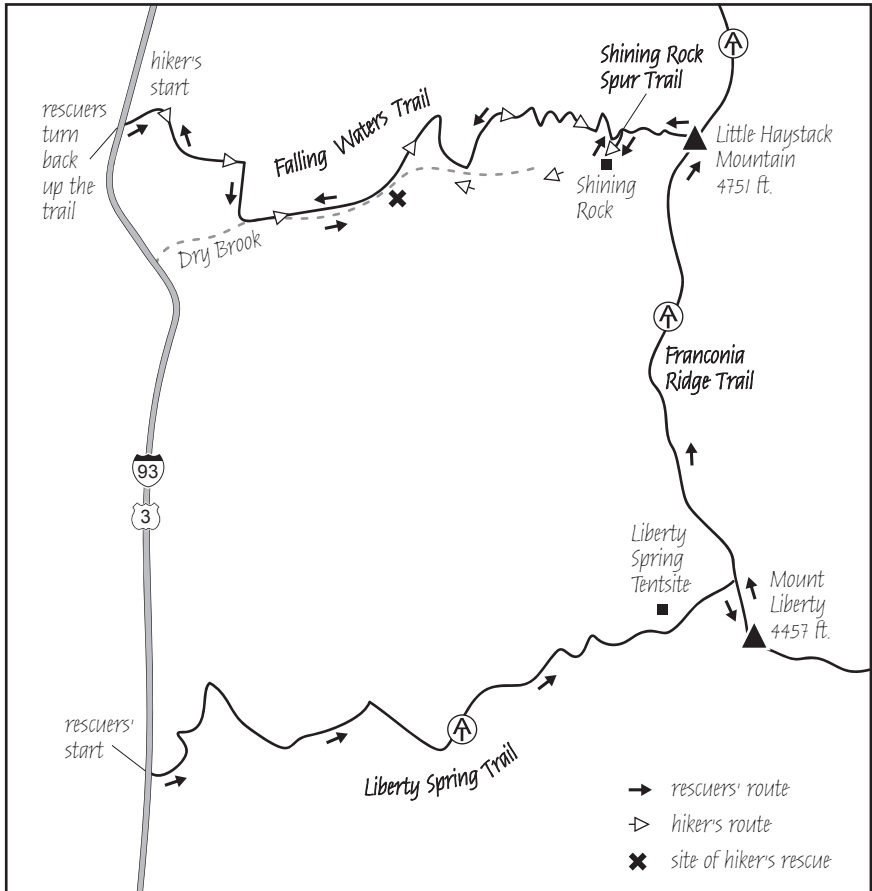 hiker's
start
Shining Rock
Spur Trail
rescuers
turn
back
up the
trail
Falling Waters Trail
Little Haystack
Mountain
4751 ft.
Shining
Rock
Dry Brook
Franconia
Ridge Trail
93
3
Liberty
Spring
Tentsite
Mount
Liberty
4457 ft.
rescuers'
start
Liberty Spring Trail
rescuers' route
hiker's route
site of hiker's rescue